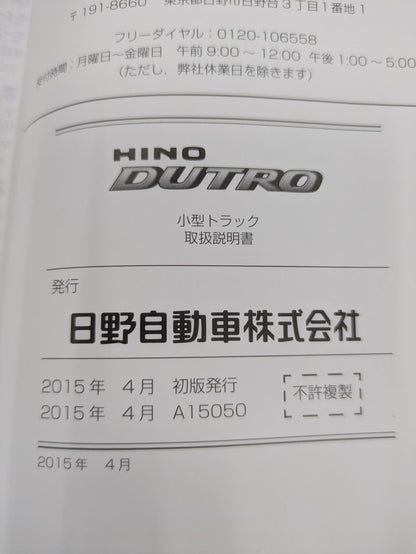 〒191-8660 東京都日野市日野台3丁目1番地1
フリーダイヤル：0120-106558
受付時間：月曜日～金曜日 午前9:00～12:00 午後1:00～5:00
（ただし、弊社休業日を除きます）
HINO
DUTRO
小型トラック
取扱説明書
発行
日野自動車株式会社
2015年 4月 初版発行
2015年 4月 A15050
不許複製
2015年 4月